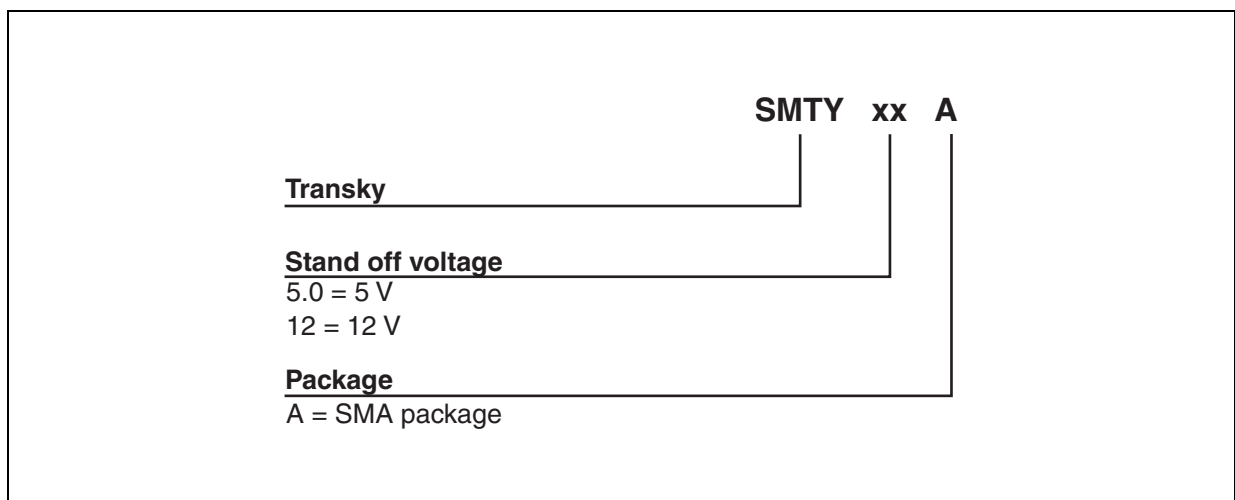 SMTY xx A
Transky
Stand off voltage
5.0 = 5 V
12 = 12 V
Package
A = SMA package